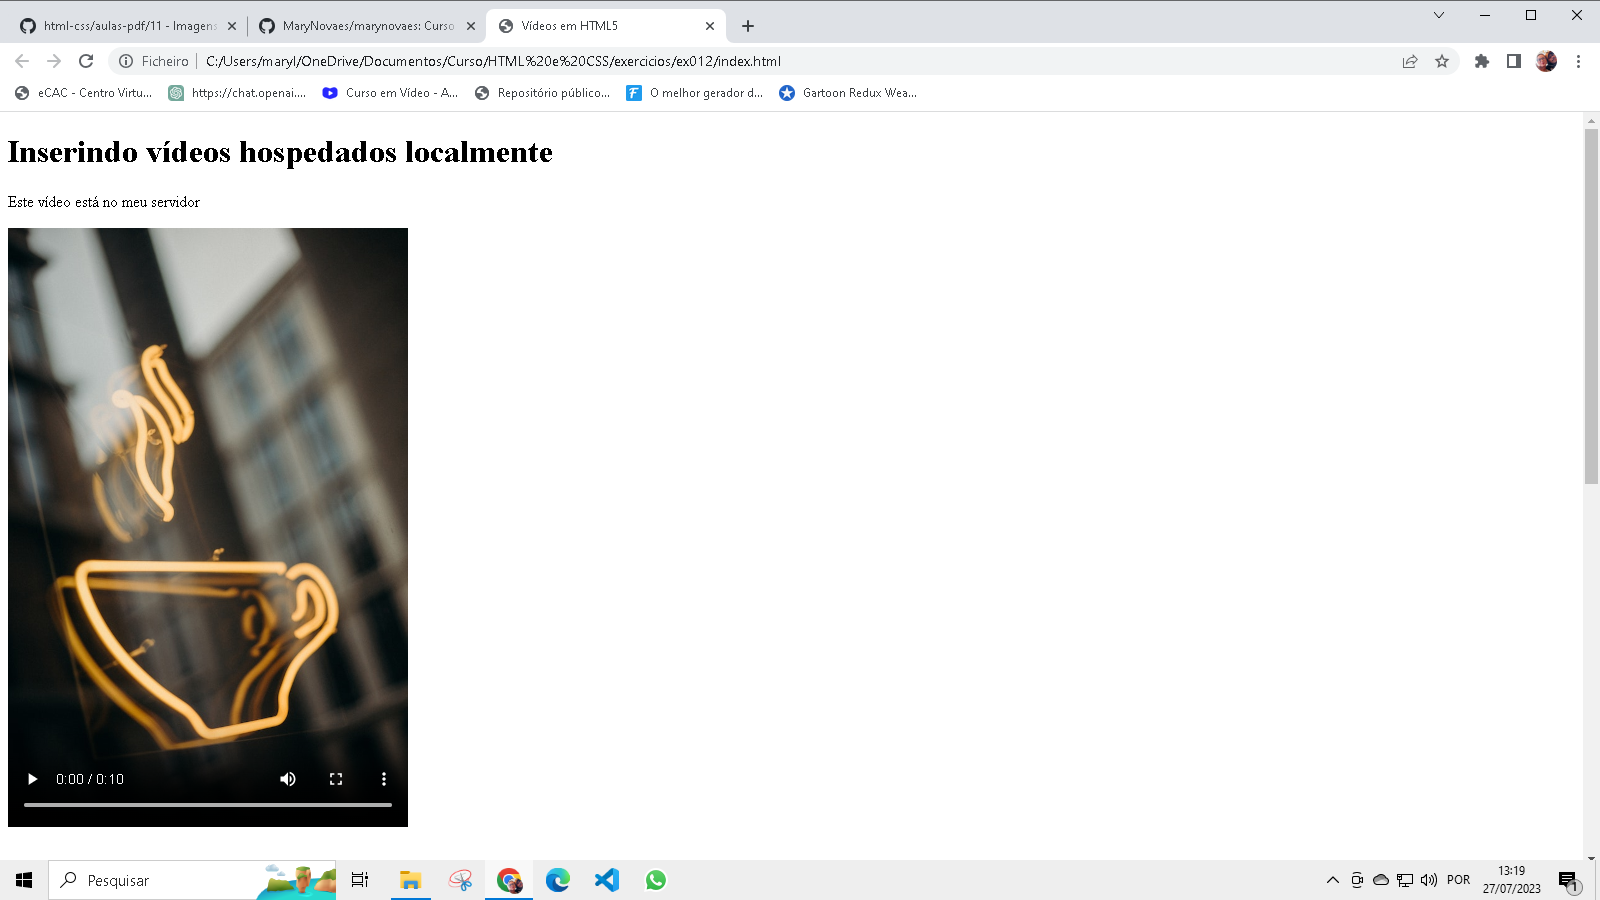 html-css/aulas-pdf/11 - Imagens
MaryNovaes/marynovaes: Curso
Vídeos em HTML5
Ficheiro
C:/Users/maryl/OneDrive/Documentos/Curso/HTML%20e%20CSS/exercicios/ex012/index.html
eCAC - Centro Virtu...
https://chat.openai....
Curso em Vídeo - A...
Repositório público...
O melhor gerador d...
Gartoon Redux Wea...
Inserindo vídeos hospedados localmente
Este vídeo está no meu servidor
0:00 / 0:10
Pesquisar
POR
13:19
27/07/2023
1